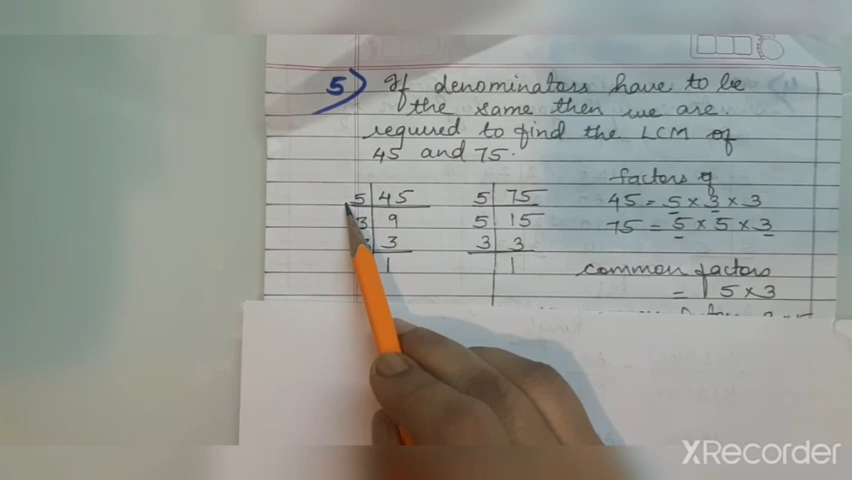 5) If denominators have to be
the same then we are
required to find the LCM of
45 and 75.
factors of
5 45 5 75 45 = 5 × 3 × 3
3 9 5 15 75 = 5 × 5 × 3
3 3 3
1 1 common factors
= 5 × 3
XRecorder